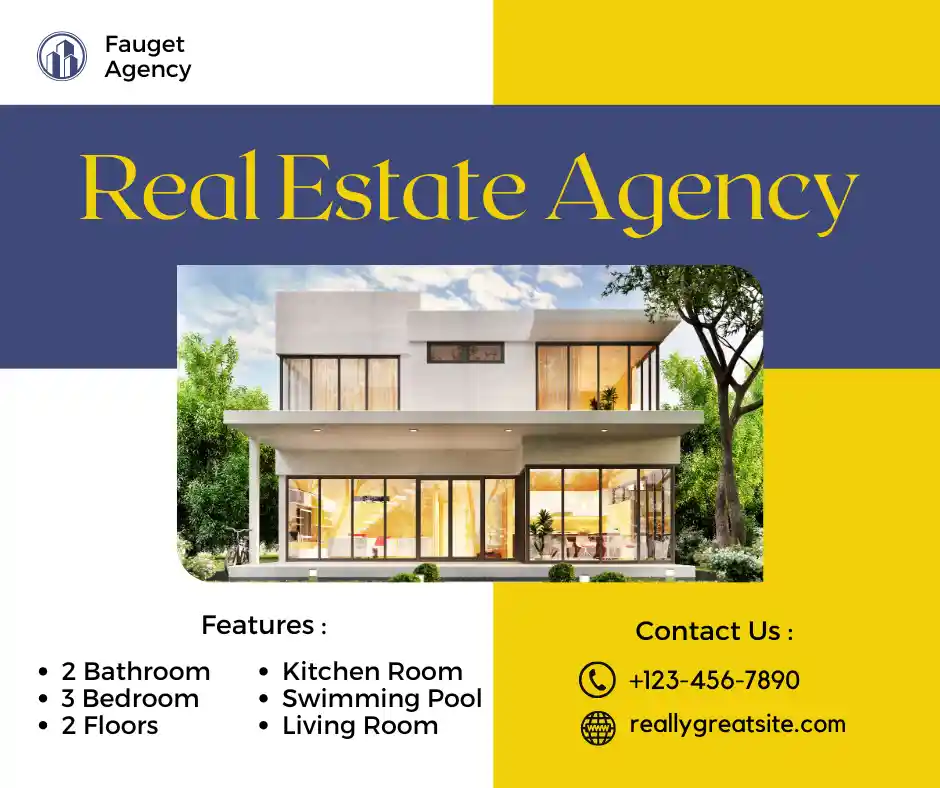 Fauget
Agency
Real Estate Agency
Features :
• 2 Bathroom
• 3 Bedroom
• 2 Floors
• Kitchen Room
• Swimming Pool
• Living Room
Contact Us :
+123-456-7890
reallygreatsite.com